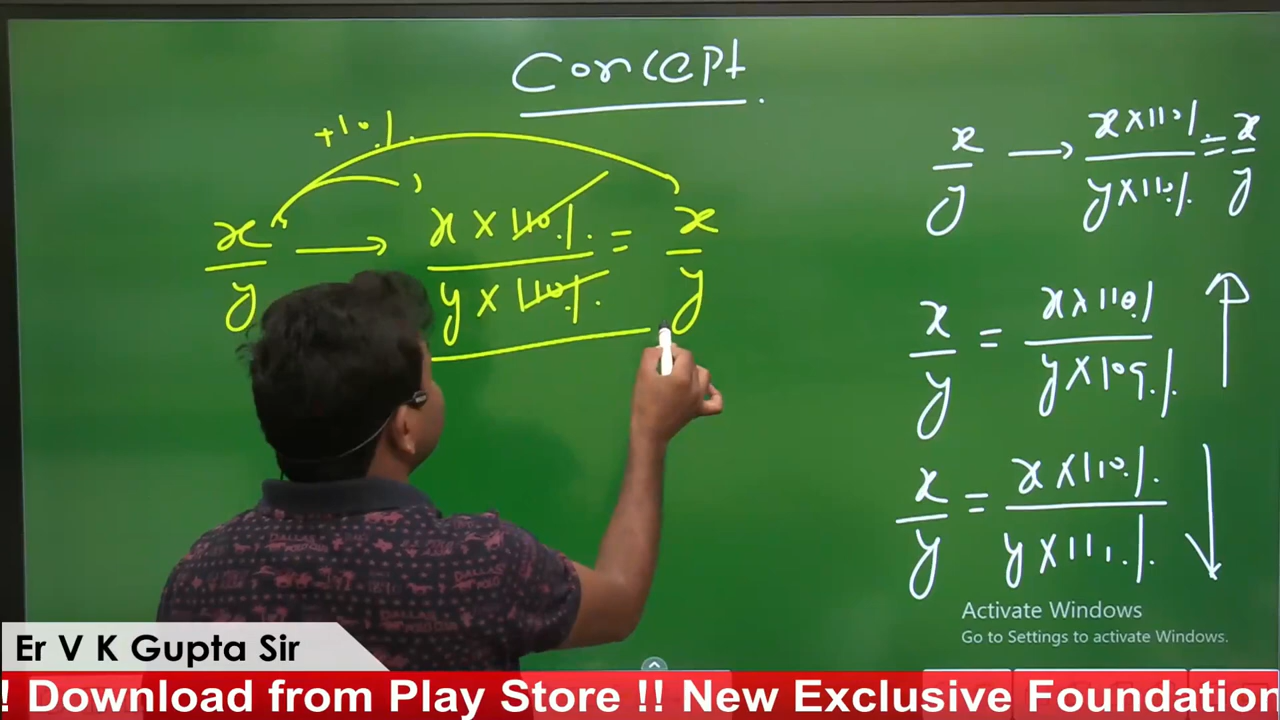 Concept
+10%
x/y → x × 110% / y × 110% = x/y
x/y → x × 110% / y × 110% = x/y
x/y = x × 110% / y × 109% ↑
x/y = x × 110% / y × 111% ↓
Activate Windows
Go to Settings to activate Windows.
Er V K Gupta Sir
! Download from Play Store !! New Exclusive Foundation